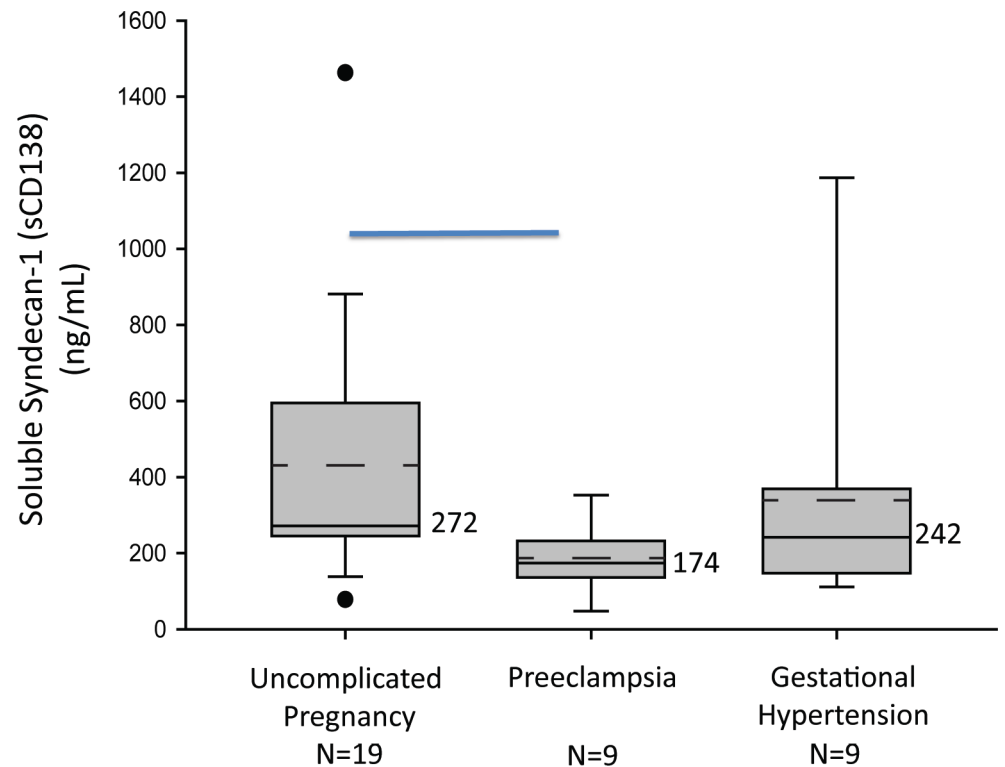 Soluble Syndecan-1 (sCD138)
(ng/mL)
1600
1400
1200
1000
800
600
400
200
0
272
174
242
Uncomplicated
Pregnancy
N=19
Preeclampsia
N=9
Gestational
Hypertension
N=9